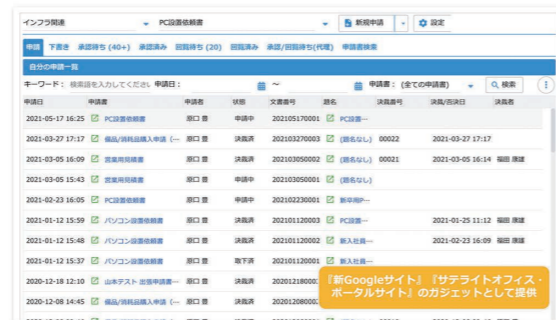 インフラ関連 PC設置依頼書 新規申請 設定
申請 下書き 承認待ち (40+) 承認済み 回覧待ち (20) 回覧済み 承認/回覧待ち(代理) 申請書検索
自分の申請一覧
キーワード： 検索語を入力してください 申請日： ～ 申請書： (全ての申請書) 検索
申請日 申請書 申請者 状態 文書番号 題名 決裁番号 決裁/否決日 決裁者
2021-05-17 16:25 PC設置依頼書 原口 豊 申請中 202105170001 PC設置…
2021-03-27 17:17 備品/消耗品購入申請 (… 原口 豊 決裁済 202103270003 (題名なし) 00022 2021-03-27 17:17
2021-03-05 16:09 営業用見積書 原口 豊 決裁済 202103050002 (題名なし) 00021 2021-03-05 16:14 福田 康雄
2021-03-05 15:43 営業用見積書 原口 豊 申請中 202103050001 (題名なし)
2021-02-23 16:05 PC設置依頼書 原口 豊 申請中 202102230001 新卒用P…
2021-01-12 15:59 パソコン設置依頼書 原口 豊 決裁済 202101120003 PC設置… 2021-01-25 11:12 福田 康雄
2021-01-12 15:48 パソコン設置依頼書 原口 豊 決裁済 202101120002 新入社員… 2021-02-23 16:09 福田 康雄
2021-01-12 15:37 パソコン設置依頼書 原口 豊 取下済 202101120001 新入社員…
2020-12-18 12:10 山本テスト 出張申請書… 原口 豊 決裁済 202012180002
2020-12-08 14:45 備品/消耗品購入申請 (… 原口 豊 決裁済 202012080002
『新Googleサイト』『サテライトオフィス・
ポータルサイト』のガジェットとして提供